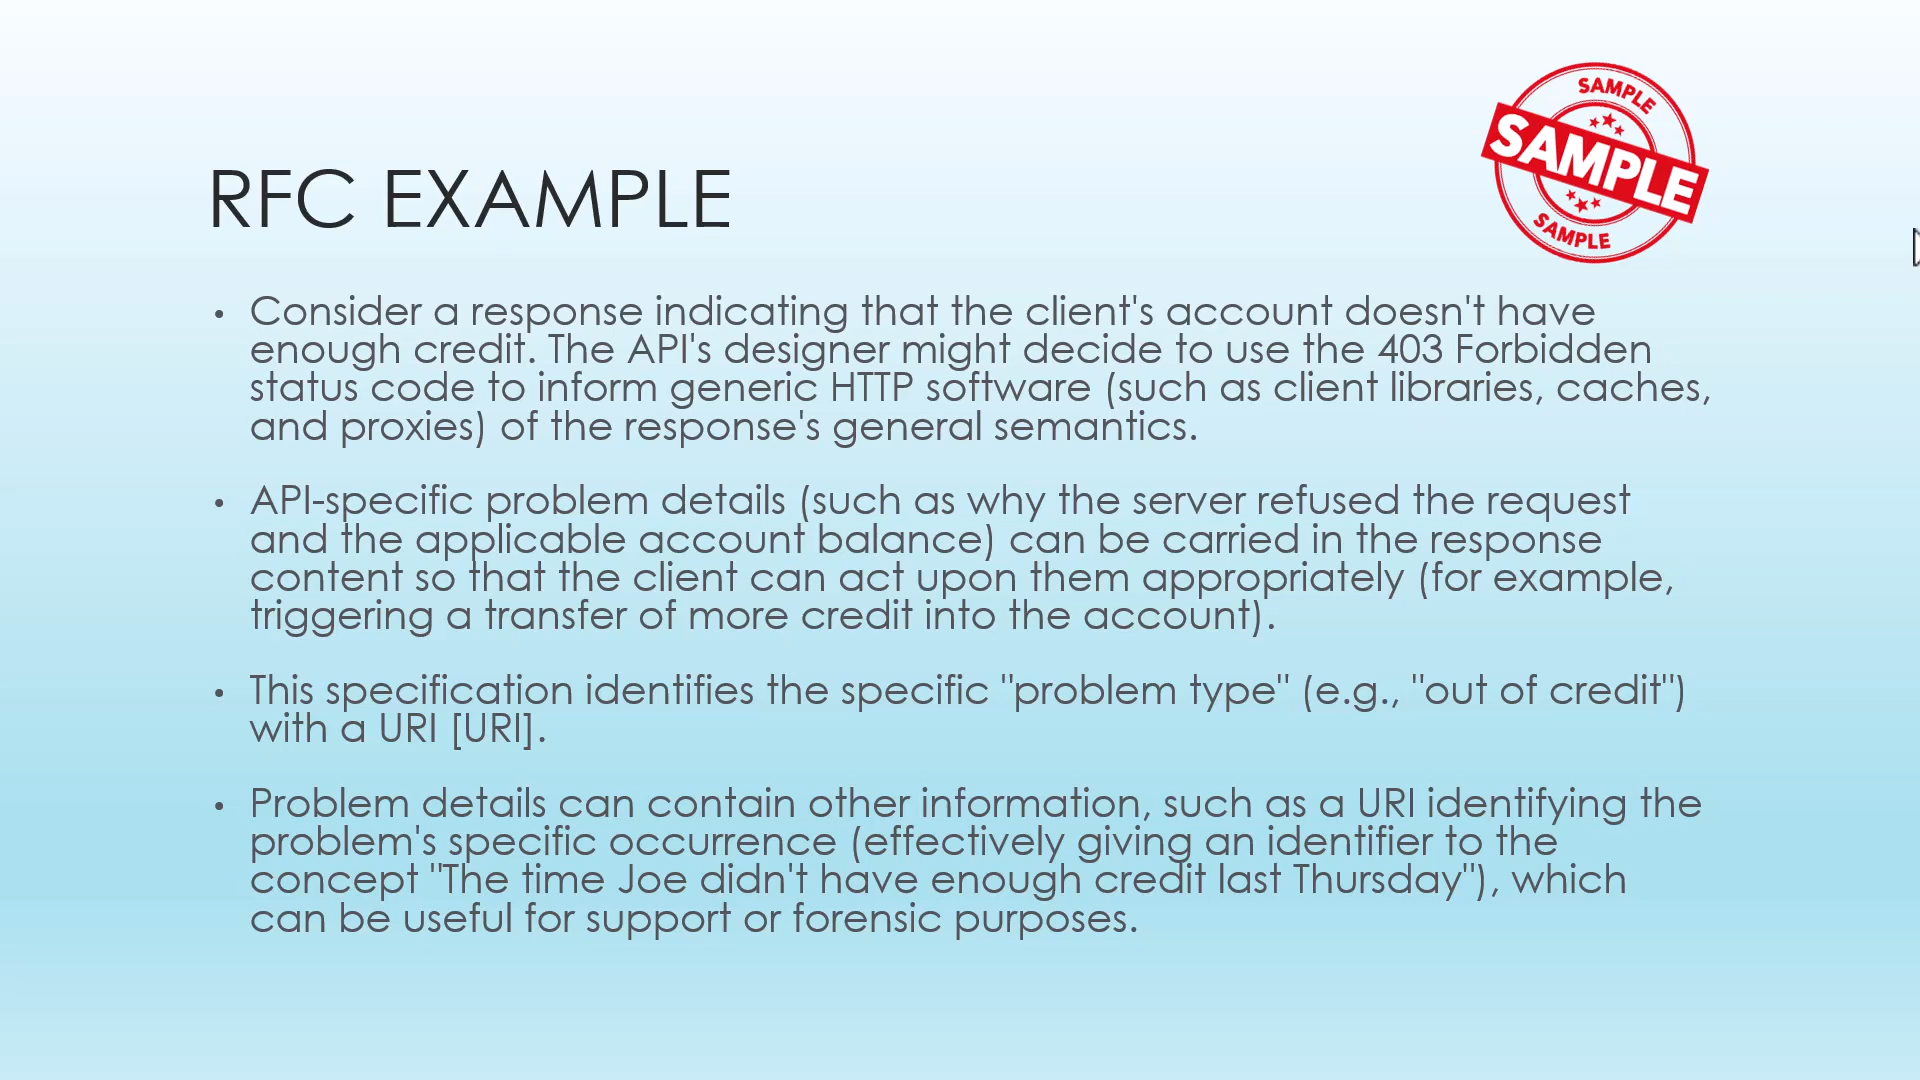 SAMPLE
SAMPLE
SAMPLE
RFC EXAMPLE
• Consider a response indicating that the client's account doesn't have
enough credit. The API's designer might decide to use the 403 Forbidden
status code to inform generic HTTP software (such as client libraries, caches,
and proxies) of the response's general semantics.
• API-specific problem details (such as why the server refused the request
and the applicable account balance) can be carried in the response
content so that the client can act upon them appropriately (for example,
triggering a transfer of more credit into the account).
• This specification identifies the specific "problem type" (e.g., "out of credit")
with a URI [URI].
• Problem details can contain other information, such as a URI identifying the
problem's specific occurrence (effectively giving an identifier to the
concept "The time Joe didn't have enough credit last Thursday"), which
can be useful for support or forensic purposes.